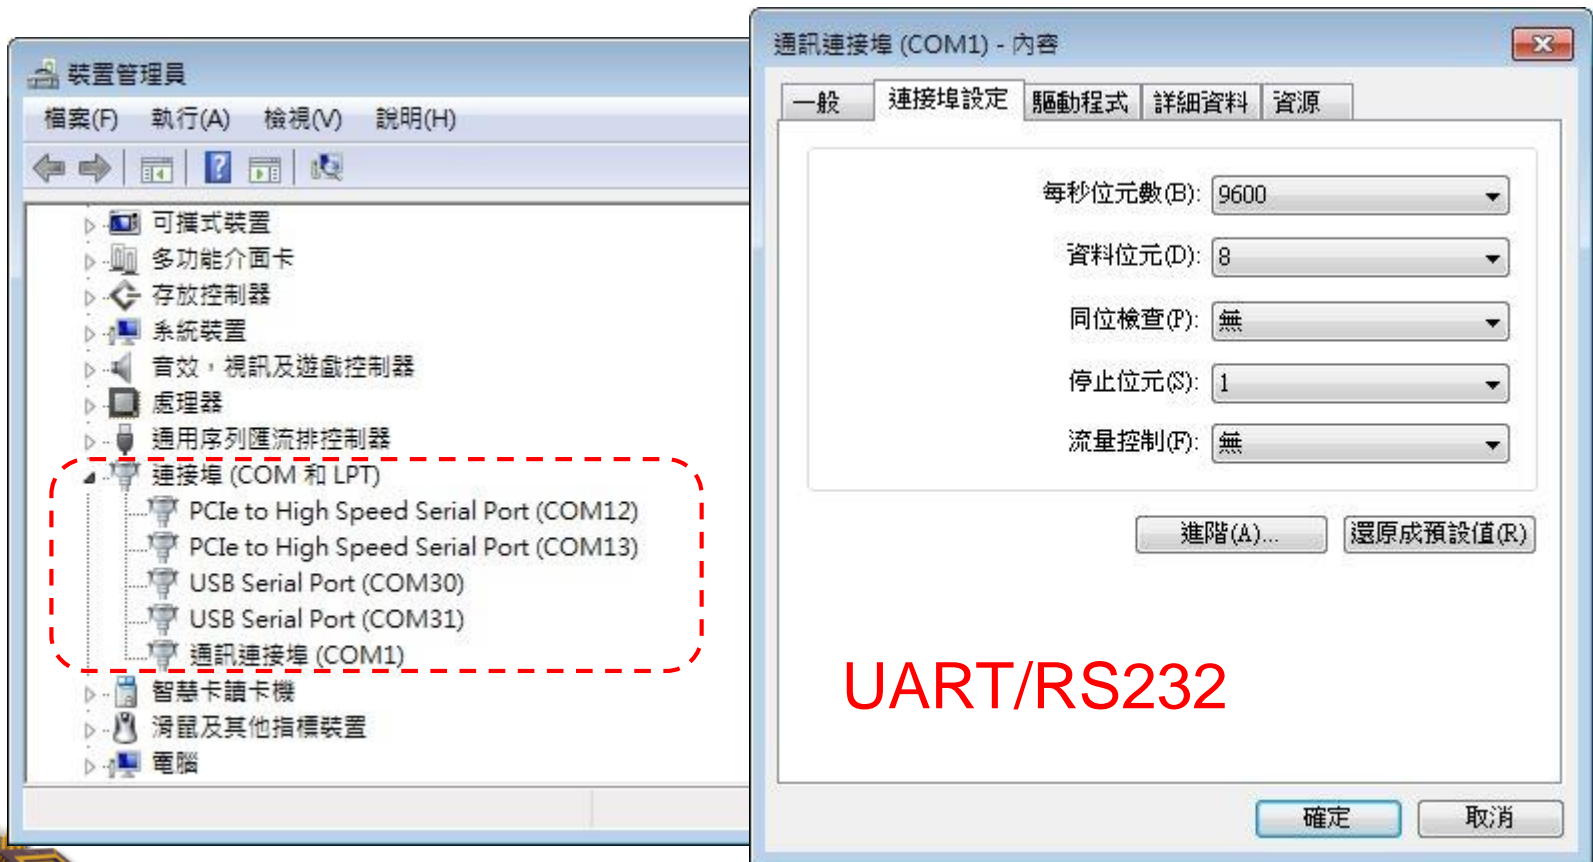 裝置管理員
檔案(F) 執行(A) 檢視(V) 說明(H)
可攜式裝置
多功能介面卡
存放控制器
系統裝置
音效，視訊及遊戲控制器
處理器
通用序列匯流排控制器
連接埠 (COM 和 LPT)
PCIe to High Speed Serial Port (COM12)
PCIe to High Speed Serial Port (COM13)
USB Serial Port (COM30)
USB Serial Port (COM31)
通訊連接埠 (COM1)
智慧卡讀卡機
滑鼠及其他指標裝置
電腦
通訊連接埠 (COM1) - 內容
一般 連接埠設定 驅動程式 詳細資料 資源
每秒位元數(B): 9600
資料位元(D): 8
同位檢查(P): 無
停止位元(S): 1
流量控制(F): 無
進階(A)... 還原成預設值(R)
UART/RS232
確定 取消